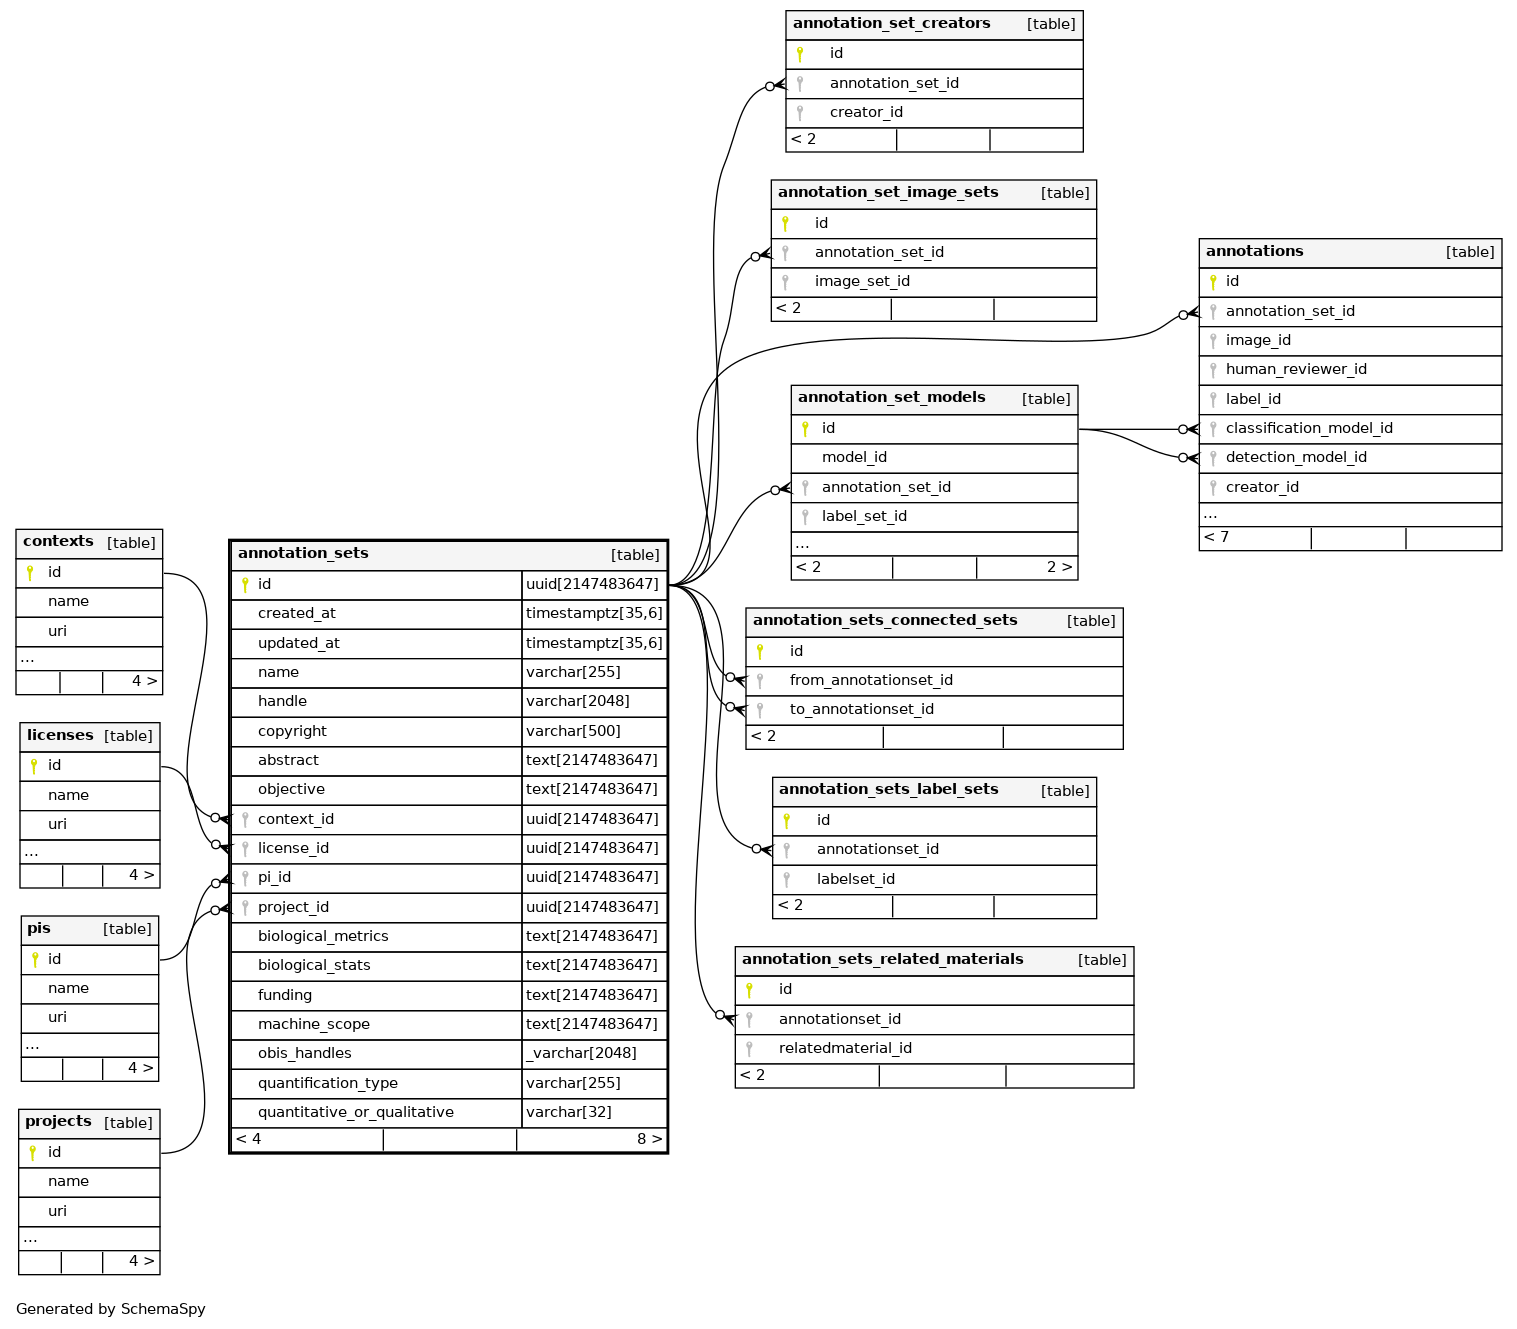 annotation_set_creators [table]
id
annotation_set_id
creator_id
< 2
annotation_set_image_sets [table]
id
annotation_set_id
image_set_id
< 2
annotations [table]
id
annotation_set_id
image_id
human_reviewer_id
label_id
classification_model_id
detection_model_id
creator_id
...
< 7
annotation_set_models [table]
id
model_id
annotation_set_id
label_set_id
...
< 2 2 >
contexts [table]
id
name
uri
...
4 >
licenses [table]
id
name
uri
...
4 >
pis [table]
id
name
uri
...
4 >
projects [table]
id
name
uri
...
4 >
annotation_sets [table]
id uuid[2147483647]
created_at timestamptz[35,6]
updated_at timestamptz[35,6]
name varchar[255]
handle varchar[2048]
copyright varchar[500]
abstract text[2147483647]
objective text[2147483647]
context_id uuid[2147483647]
license_id uuid[2147483647]
pi_id uuid[2147483647]
project_id uuid[2147483647]
biological_metrics text[2147483647]
biological_stats text[2147483647]
funding text[2147483647]
machine_scope text[2147483647]
obis_handles _varchar[2048]
quantification_type varchar[255]
quantitative_or_qualitative varchar[32]
< 4 8 >
annotation_sets_connected_sets [table]
id
from_annotationset_id
to_annotationset_id
< 2
annotation_sets_label_sets [table]
id
annotationset_id
labelset_id
< 2
annotation_sets_related_materials [table]
id
annotationset_id
relatedmaterial_id
< 2
Generated by SchemaSpy